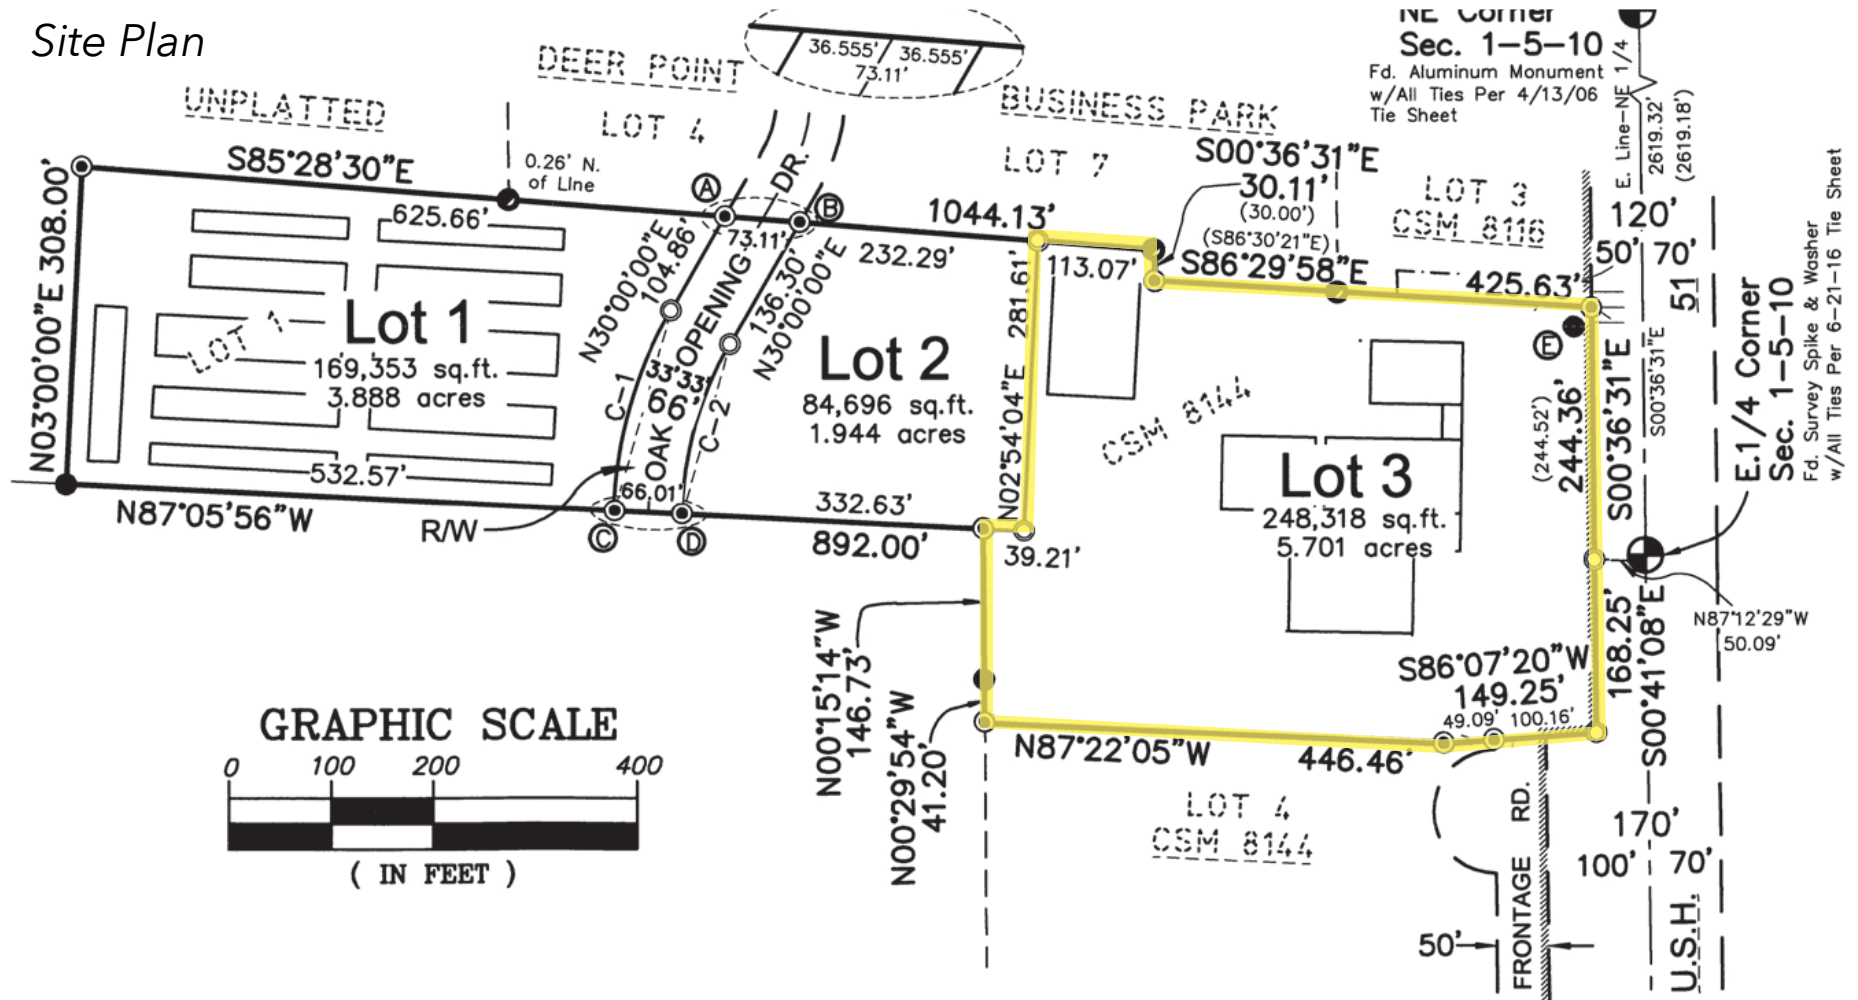 Site Plan
36.555' 36.555'
73.11'
NE Corner
Sec. 1-5-10
Fd. Aluminum Monument
w/All Ties Per 4/13/06
Tie Sheet
E. Line-NE 1/4
2619.32'
(2619.18')
UNPLATTED
DEER POINT
LOT 4
BUSINESS PARK
LOT 7
LOT 3
CSM 8116
S85°28'30"E
625.66'
0.26' N.
of Line
A
B
73.11'
1044.13'
232.29'
S00°36'31"E
30.11'
(30.00')
(S86°30'21"E)
S86°29'58"E
113.07'
425.63'
120'
50' 70'
51
N03°00'00"E 308.00'
LOT 1
Lot 1
169,353 sq.ft.
3.888 acres
532.57'
N87°05'56"W
N30°00'00"E
104.86'
C-1
OAK OPENING DR.
33' 33'
66'
C-2
136.30'
N30°00'00"E
66.01'
R/W
C
D
Lot 2
84,696 sq.ft.
1.944 acres
332.63'
892.00'
N02°54'04"E 281.61'
39.21'
CSM 8144
Lot 3
248,318 sq.ft.
5.701 acres
E
(244.52')
244.36'
S00°36'31"E
S00°36'31"E
E.1/4 Corner
Sec. 1-5-10
Fd. Survey Spike & Washer
w/All Ties Per 6-21-16 Tie Sheet
N87°12'29"W
50.09'
168.25'
S00°41'08"E
N00°15'14"W
146.73'
N00°29'54"W
41.20'
S86°07'20"W
149.25'
49.09' 100.16'
N87°22'05"W
446.46'
LOT 4
CSM 8144
GRAPHIC SCALE
0 100 200 400
( IN FEET )
FRONTAGE RD.
50'
170'
100' 70'
U.S.H.